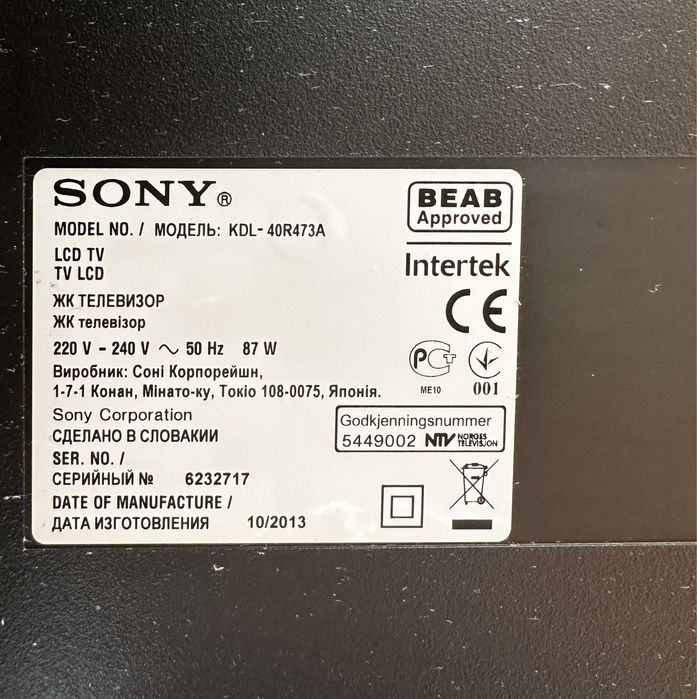 SONY®
MODEL NO. / МОДЕЛЬ: KDL-40R473A
LCD TV
TV LCD
ЖК ТЕЛЕВИЗОР
ЖК телевізор
220 V - 240 V ~ 50 Hz 87 W
Виробник: Соні Корпорейшн,
1-7-1 Конан, Мінато-ку, Токіо 108-0075, Японія.
Sony Corporation
СДЕЛАНО В СЛОВАКИИ
SER. NO. /
СЕРИЙНЫЙ № 6232717
DATE OF MANUFACTURE /
ДАТА ИЗГОТОВЛЕНИЯ 10/2013
BEAB
Approved
Intertek
CE
РСТ
ME10 001
Godkjenningsnummer
5449002 NTV NORGES
TELEVISJON